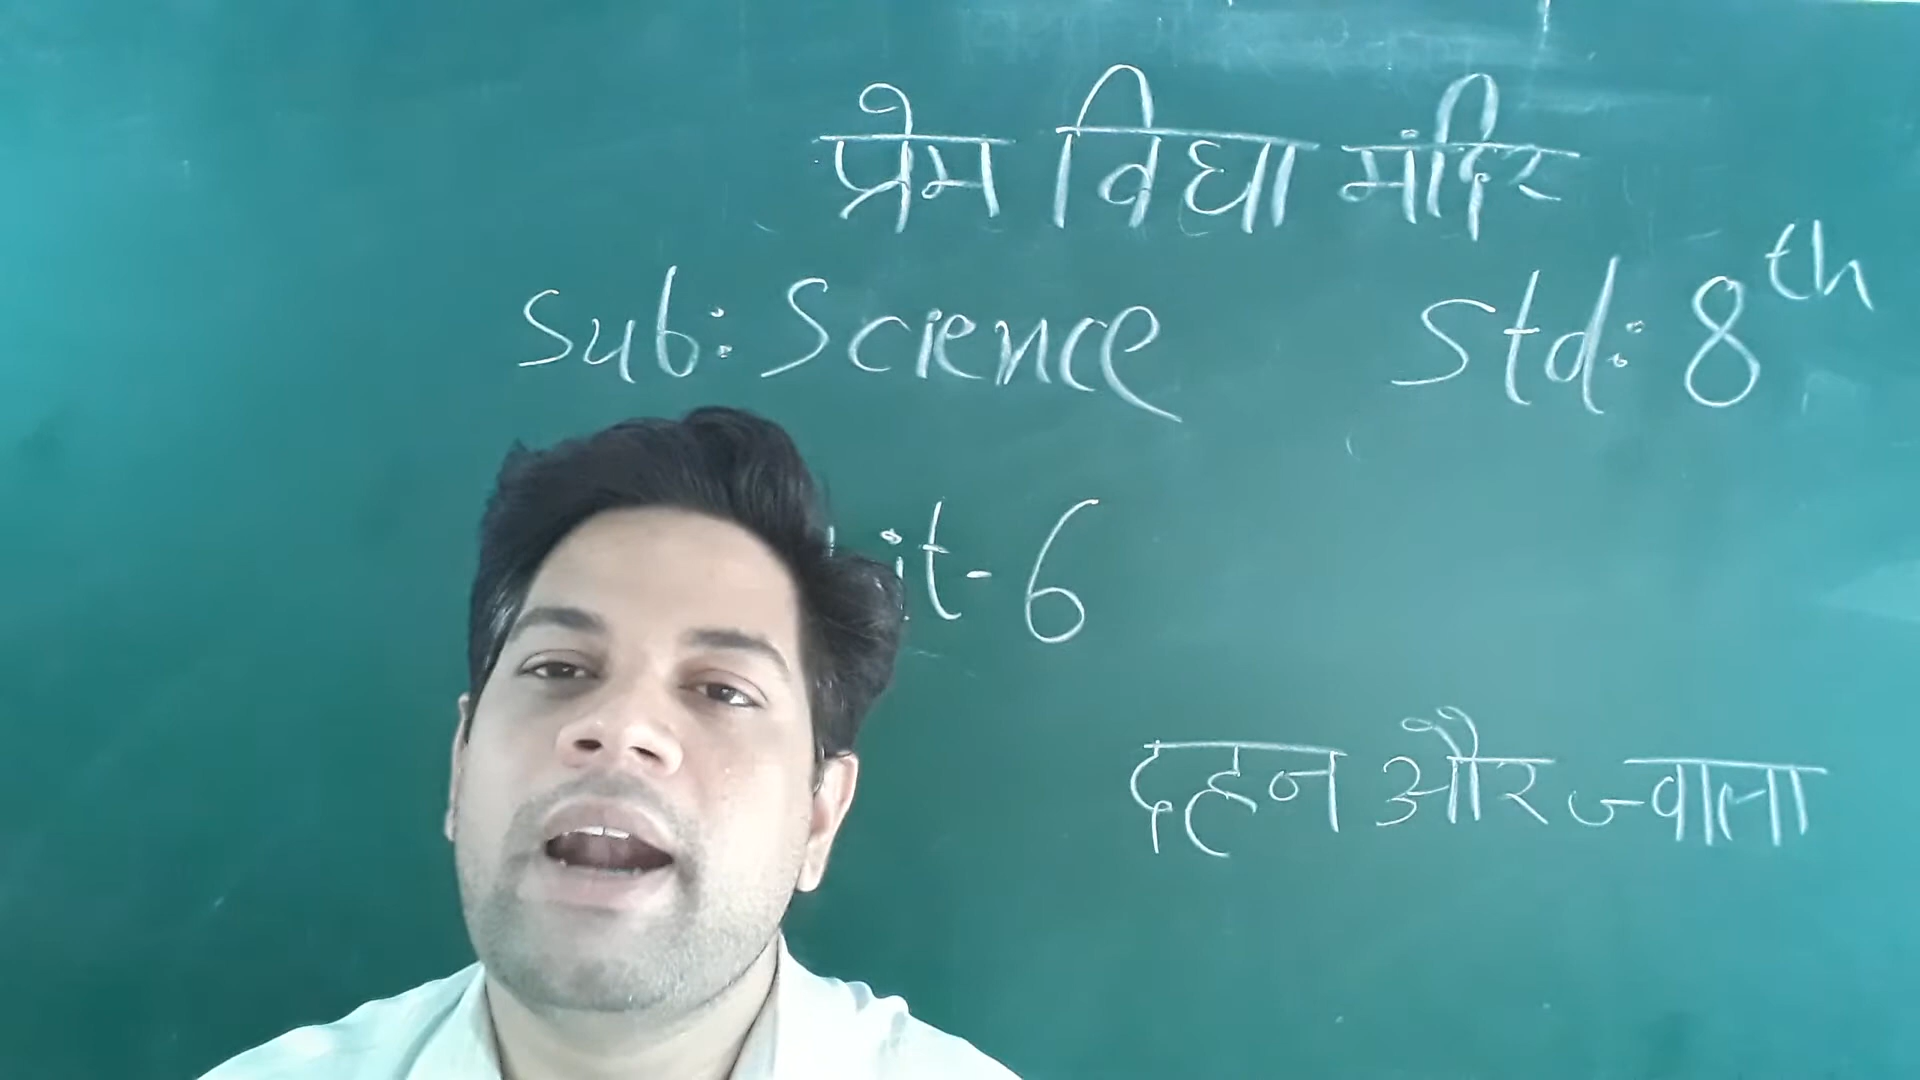 प्रेम विद्या मंदिर
Sub: Science Std: 8th
it-6
दहन और ज्वाला